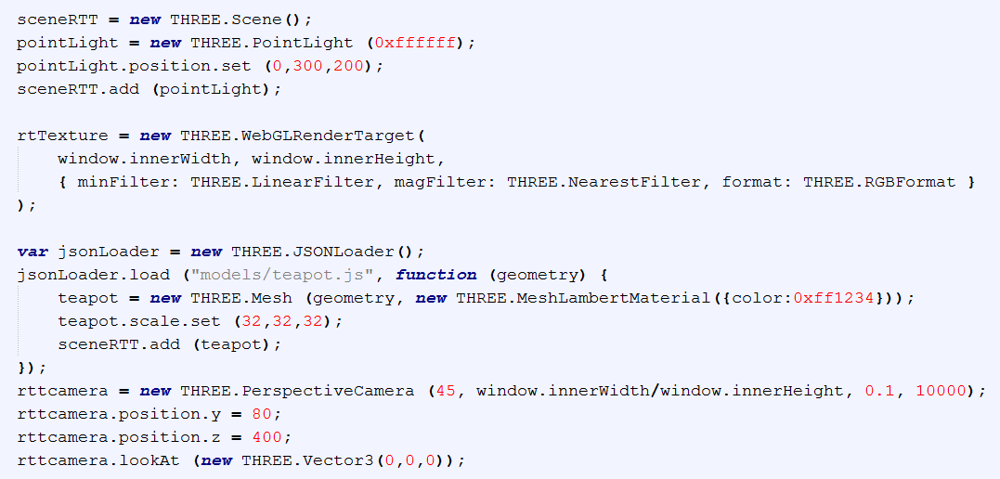 sceneRTT = new THREE.Scene();
pointLight = new THREE.PointLight (0xffffff);
pointLight.position.set (0,300,200);
sceneRTT.add (pointLight);

rtTexture = new THREE.WebGLRenderTarget(
    window.innerWidth, window.innerHeight,
    { minFilter: THREE.LinearFilter, magFilter: THREE.NearestFilter, format: THREE.RGBFormat }
);

var jsonLoader = new THREE.JSONLoader();
jsonLoader.load ("models/teapot.js", function (geometry) {
    teapot = new THREE.Mesh (geometry, new THREE.MeshLambertMaterial({color:0xff1234}));
    teapot.scale.set (32,32,32);
    sceneRTT.add (teapot);
});
rttcamera = new THREE.PerspectiveCamera (45, window.innerWidth/window.innerHeight, 0.1, 10000);
rttcamera.position.y = 80;
rttcamera.position.z = 400;
rttcamera.lookAt (new THREE.Vector3(0,0,0));